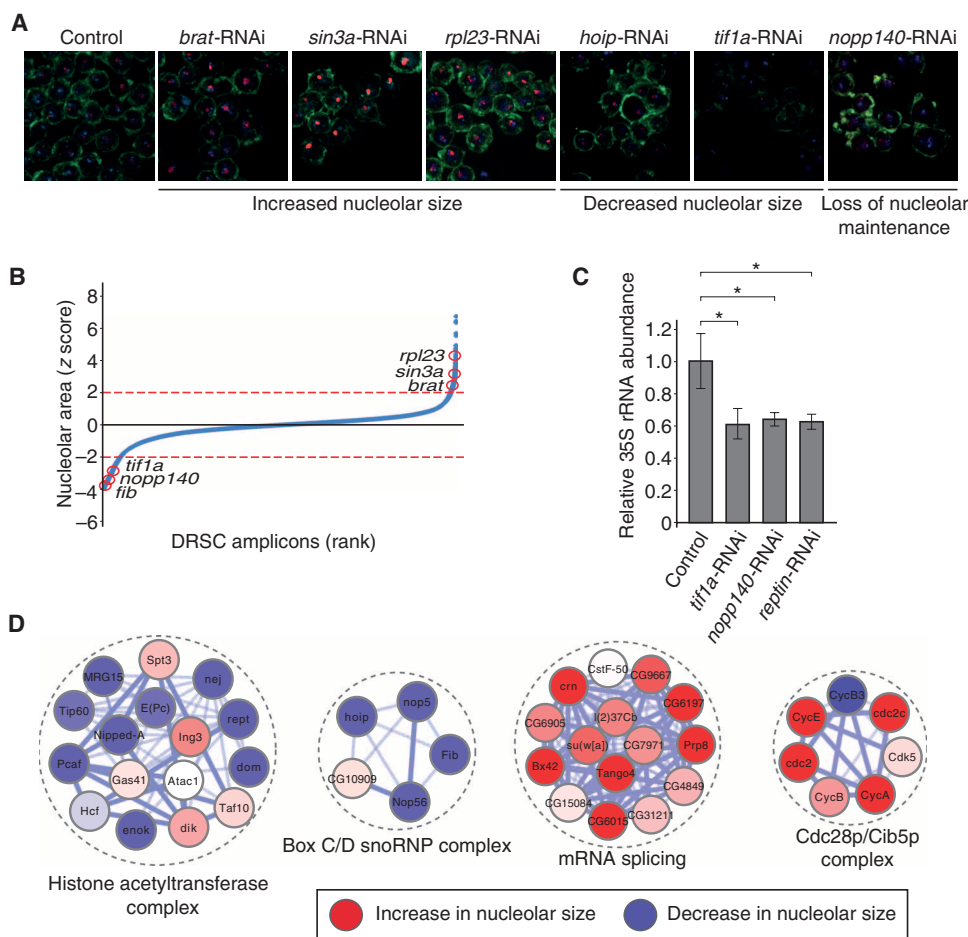 A
Control
brat-RNAi
sin3a-RNAi
rpl23-RNAi
hoip-RNAi
tif1a-RNAi
nopp140-RNAi
Increased nucleolar size
Decreased nucleolar size
Loss of nucleolar
maintenance
B
Nucleolar area (z score)
8
6
4
2
0
−2
−4
−6
rpl23
sin3a
brat
tif1a
nopp140
fib
DRSC amplicons (rank)
C
Relative 35S rRNA abundance
1.2
1.0
0.8
0.6
0.4
0.2
0
*
*
*
Control
tif1a-RNAi
nopp140-RNAi
reptin-RNAi
D
Spt3
MRG15
nej
Tip60
E(Pc)
rept
Nipped-A
Ing3
Pcaf
dom
Gas41
Atac1
Hcf
Taf10
enok
dik
Histone acetyltransferase
complex
hoip
nop5
Fib
CG10909
Nop56
Box C/D snoRNP complex
CstF-50
crn
CG9667
CG6197
CG6905
l(2)37Cb
su(w[a])
CG7971
Prp8
Bx42
Tango4
CG4849
CG15084
CG31211
CG6015
mRNA splicing
CycB3
CycE
cdc2c
cdc2
Cdk5
CycB
CycA
Cdc28p/Cib5p
complex
Increase in nucleolar size
Decrease in nucleolar size